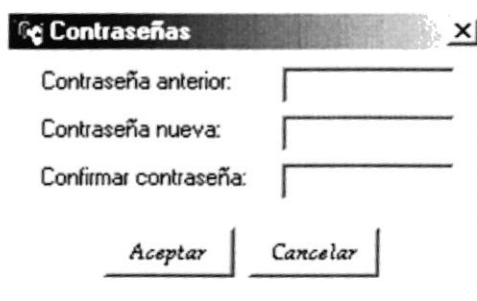 Contraseñas
Contraseña anterior:
Contraseña nueva:
Confirmar contraseña:
Aceptar Cancelar